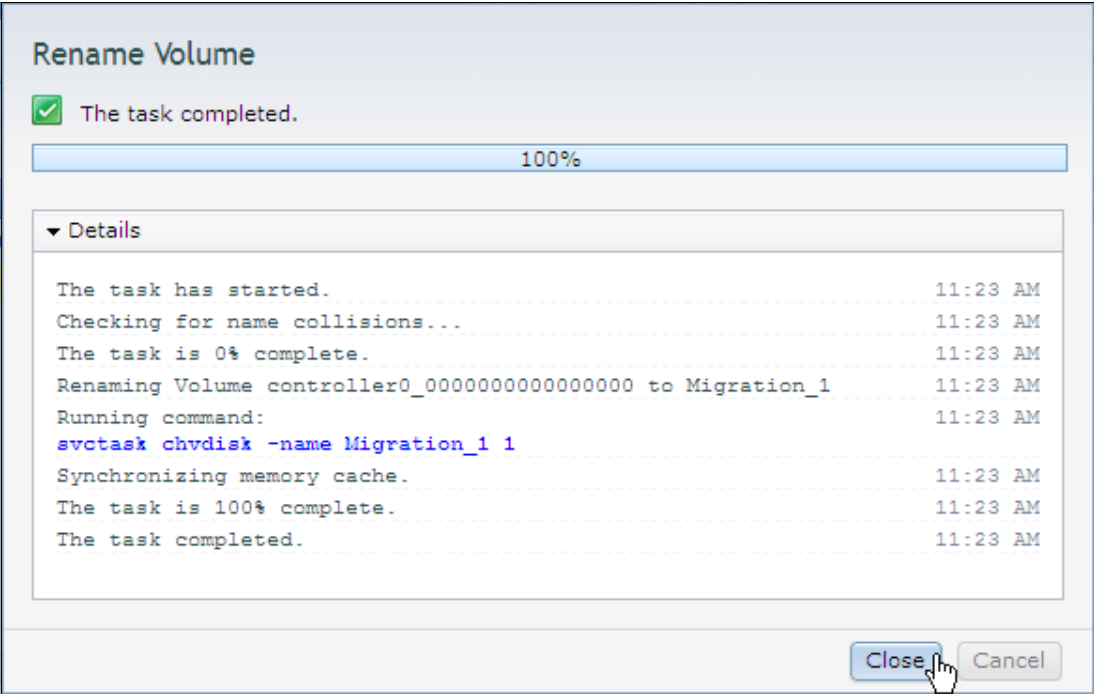 Rename Volume
The task completed.
100%
Details
The task has started. 11:23 AM
Checking for name collisions... 11:23 AM
The task is 0% complete. 11:23 AM
Renaming Volume controller0_0000000000000000 to Migration_1 11:23 AM
Running command: 11:23 AM
svctask chvdisk -name Migration_1 1
Synchronizing memory cache. 11:23 AM
The task is 100% complete. 11:23 AM
The task completed. 11:23 AM
Close Cancel